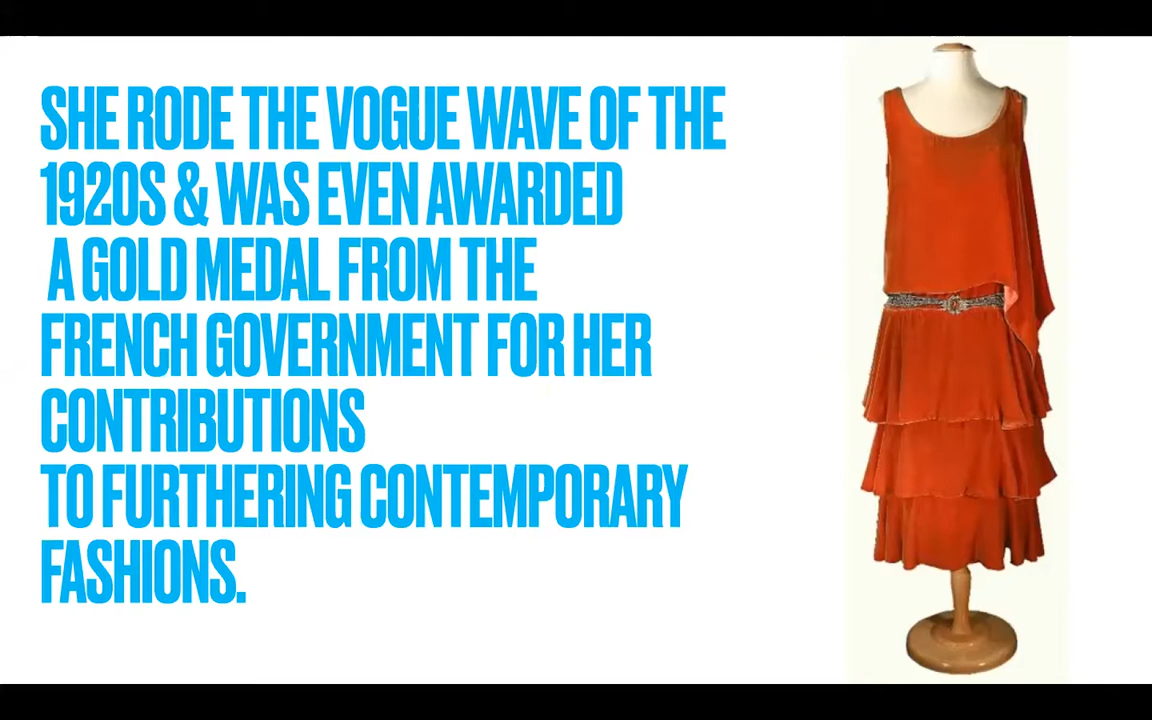 SHE RODE THE VOGUE WAVE OF THE
1920S & WAS EVEN AWARDED
A GOLD MEDAL FROM THE
FRENCH GOVERNMENT FOR HER
CONTRIBUTIONS
TO FURTHERING CONTEMPORARY
FASHIONS.